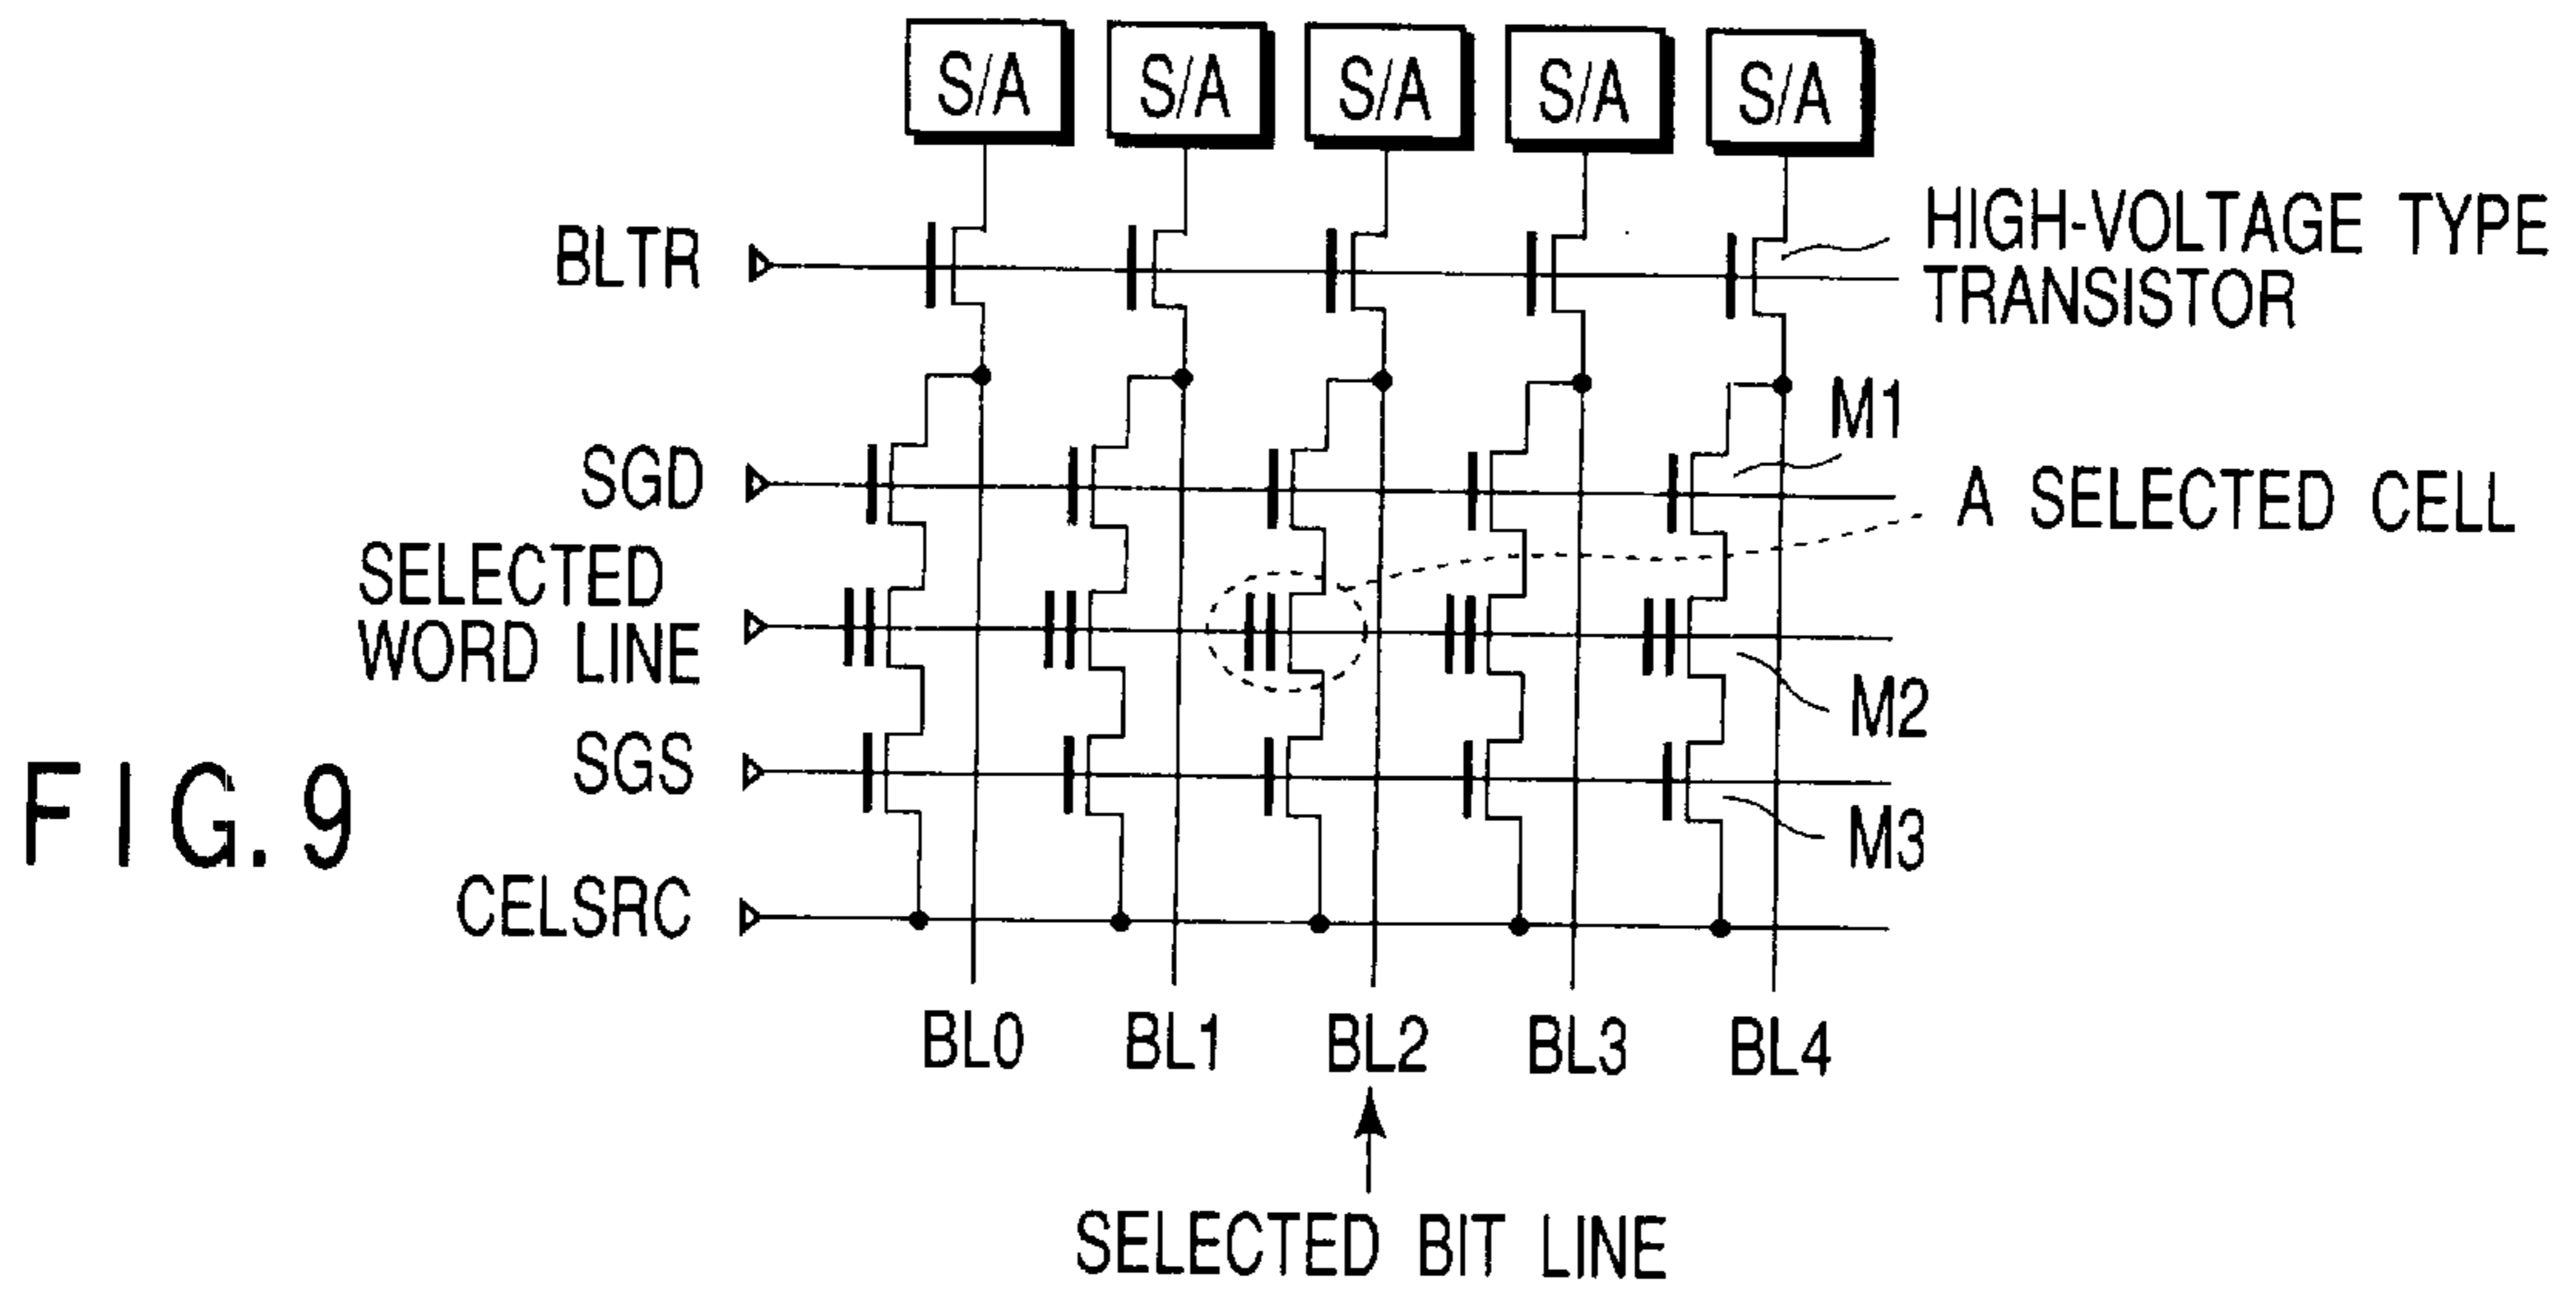 S/A S/A S/A S/A S/A
BLTR
HIGH-VOLTAGE TYPE
TRANSISTOR
M1
SGD
A SELECTED CELL
SELECTED
WORD LINE
M2
SGS
M3
FIG. 9
CELSRC
BL0 BL1 BL2 BL3 BL4
SELECTED BIT LINE